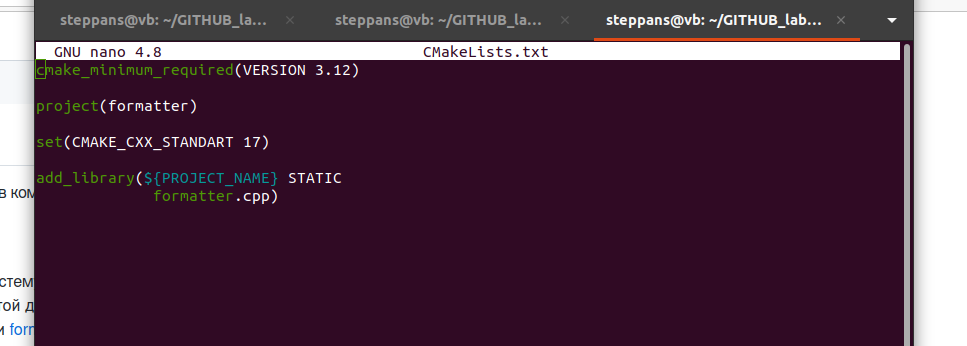 steppans@vb: ~/GITHUB_la...
steppans@vb: ~/GITHUB_la...
steppans@vb: ~/GITHUB_lab...
GNU nano 4.8 CMakeLists.txt
cmake_minimum_required(VERSION 3.12)
project(formatter)
set(CMAKE_CXX_STANDART 17)
add_library(${PROJECT_NAME} STATIC
formatter.cpp)
в ком
стем
той д
и forn